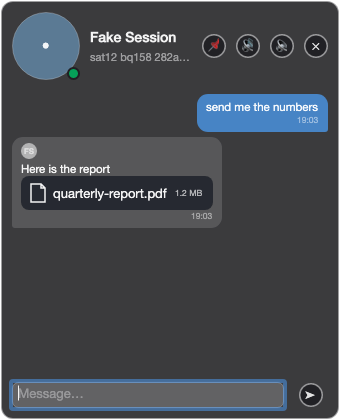 Fake Session
sat12 bq158 282a…
send me the numbers
19:03
FS
Here is the report
quarterly-report.pdf 1.2 MB
19:03
Message…